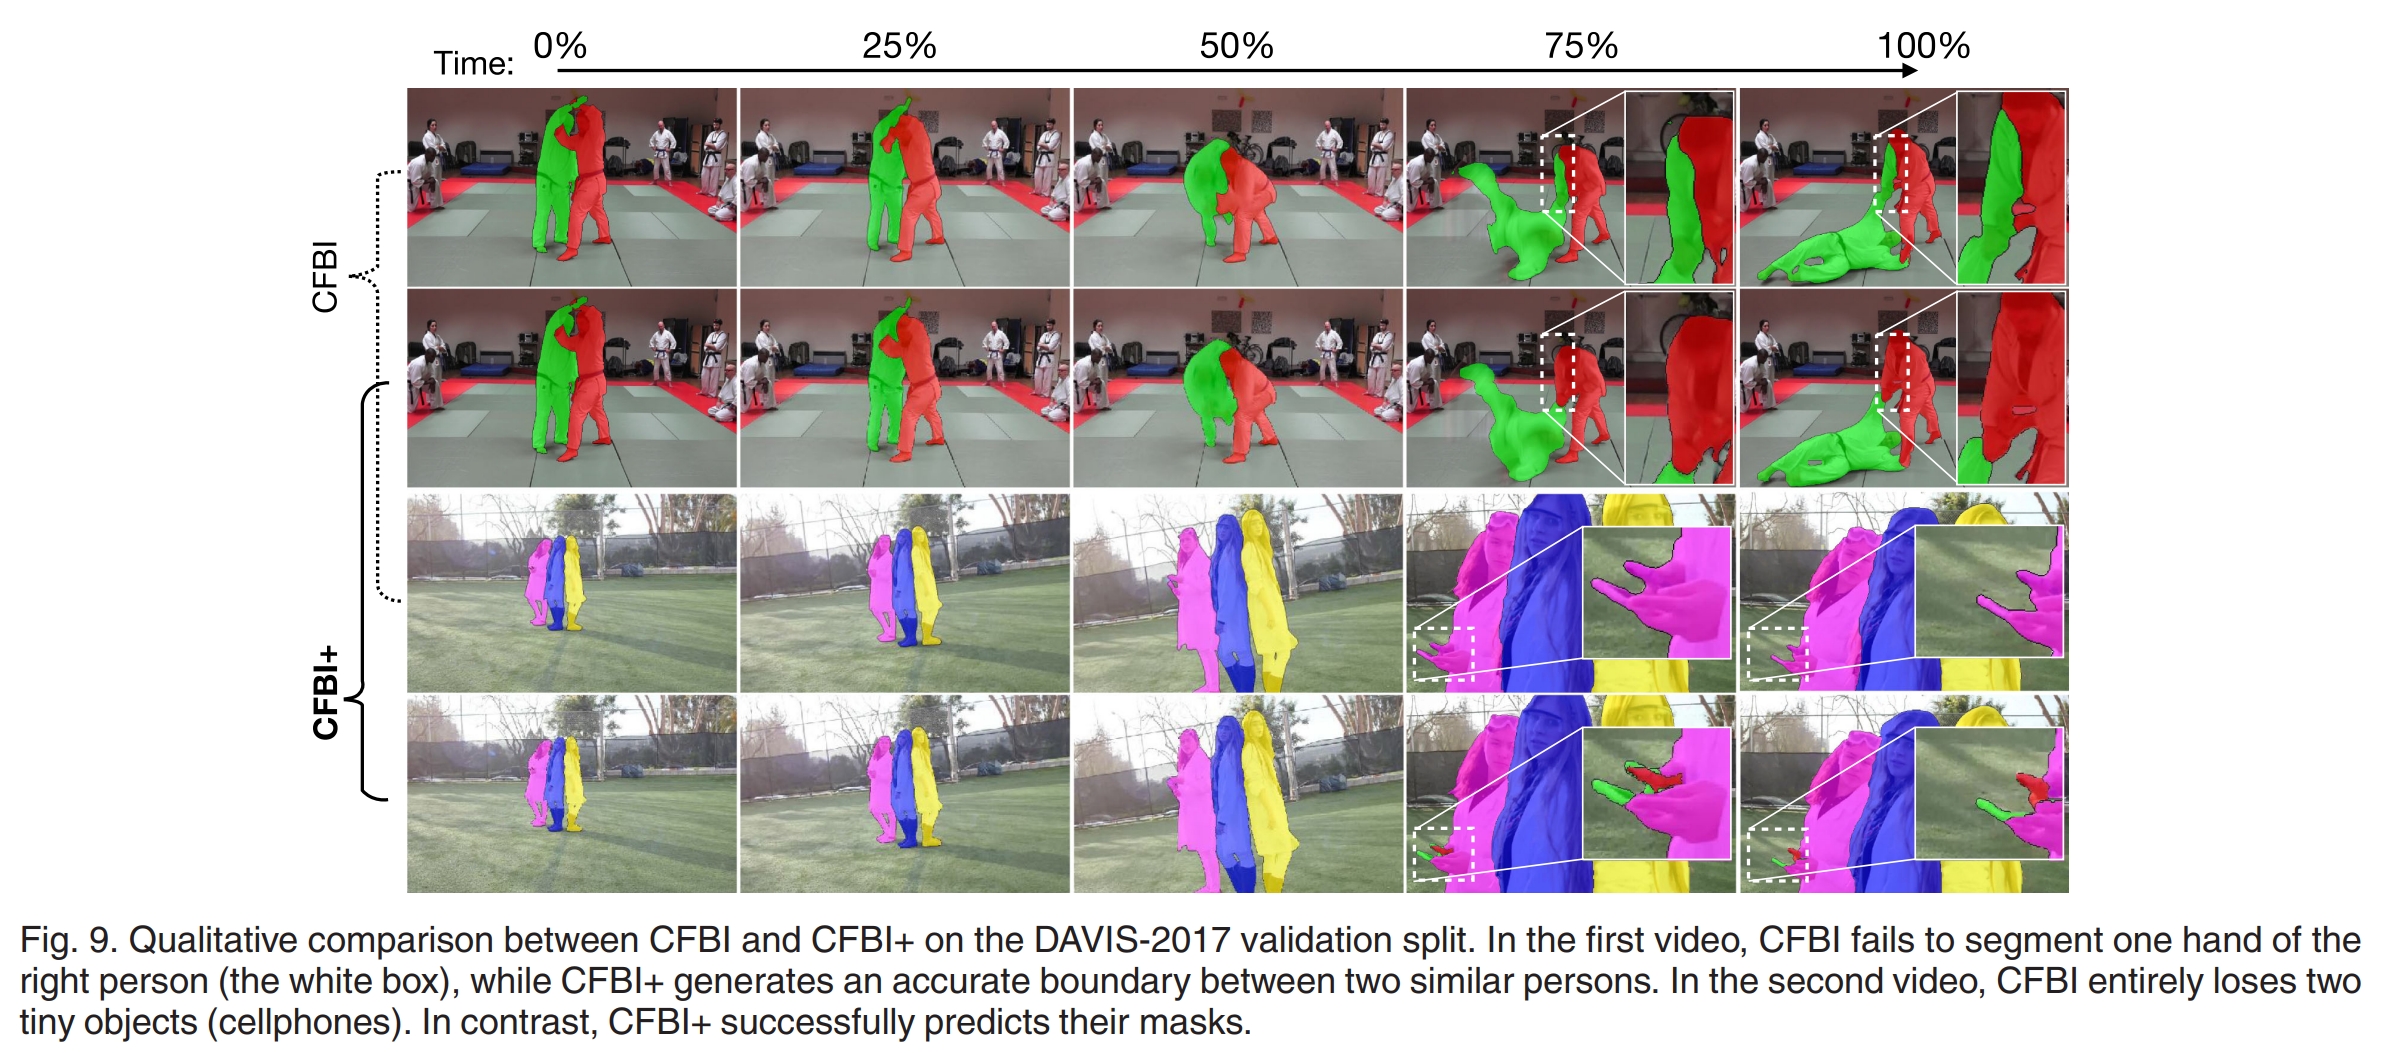 Time: 0% 25% 50% 75% 100%
CFBI
CFBI+
Fig. 9. Qualitative comparison between CFBI and CFBI+ on the DAVIS-2017 validation split. In the first video, CFBI fails to segment one hand of the
right person (the white box), while CFBI+ generates an accurate boundary between two similar persons. In the second video, CFBI entirely loses two
tiny objects (cellphones). In contrast, CFBI+ successfully predicts their masks.